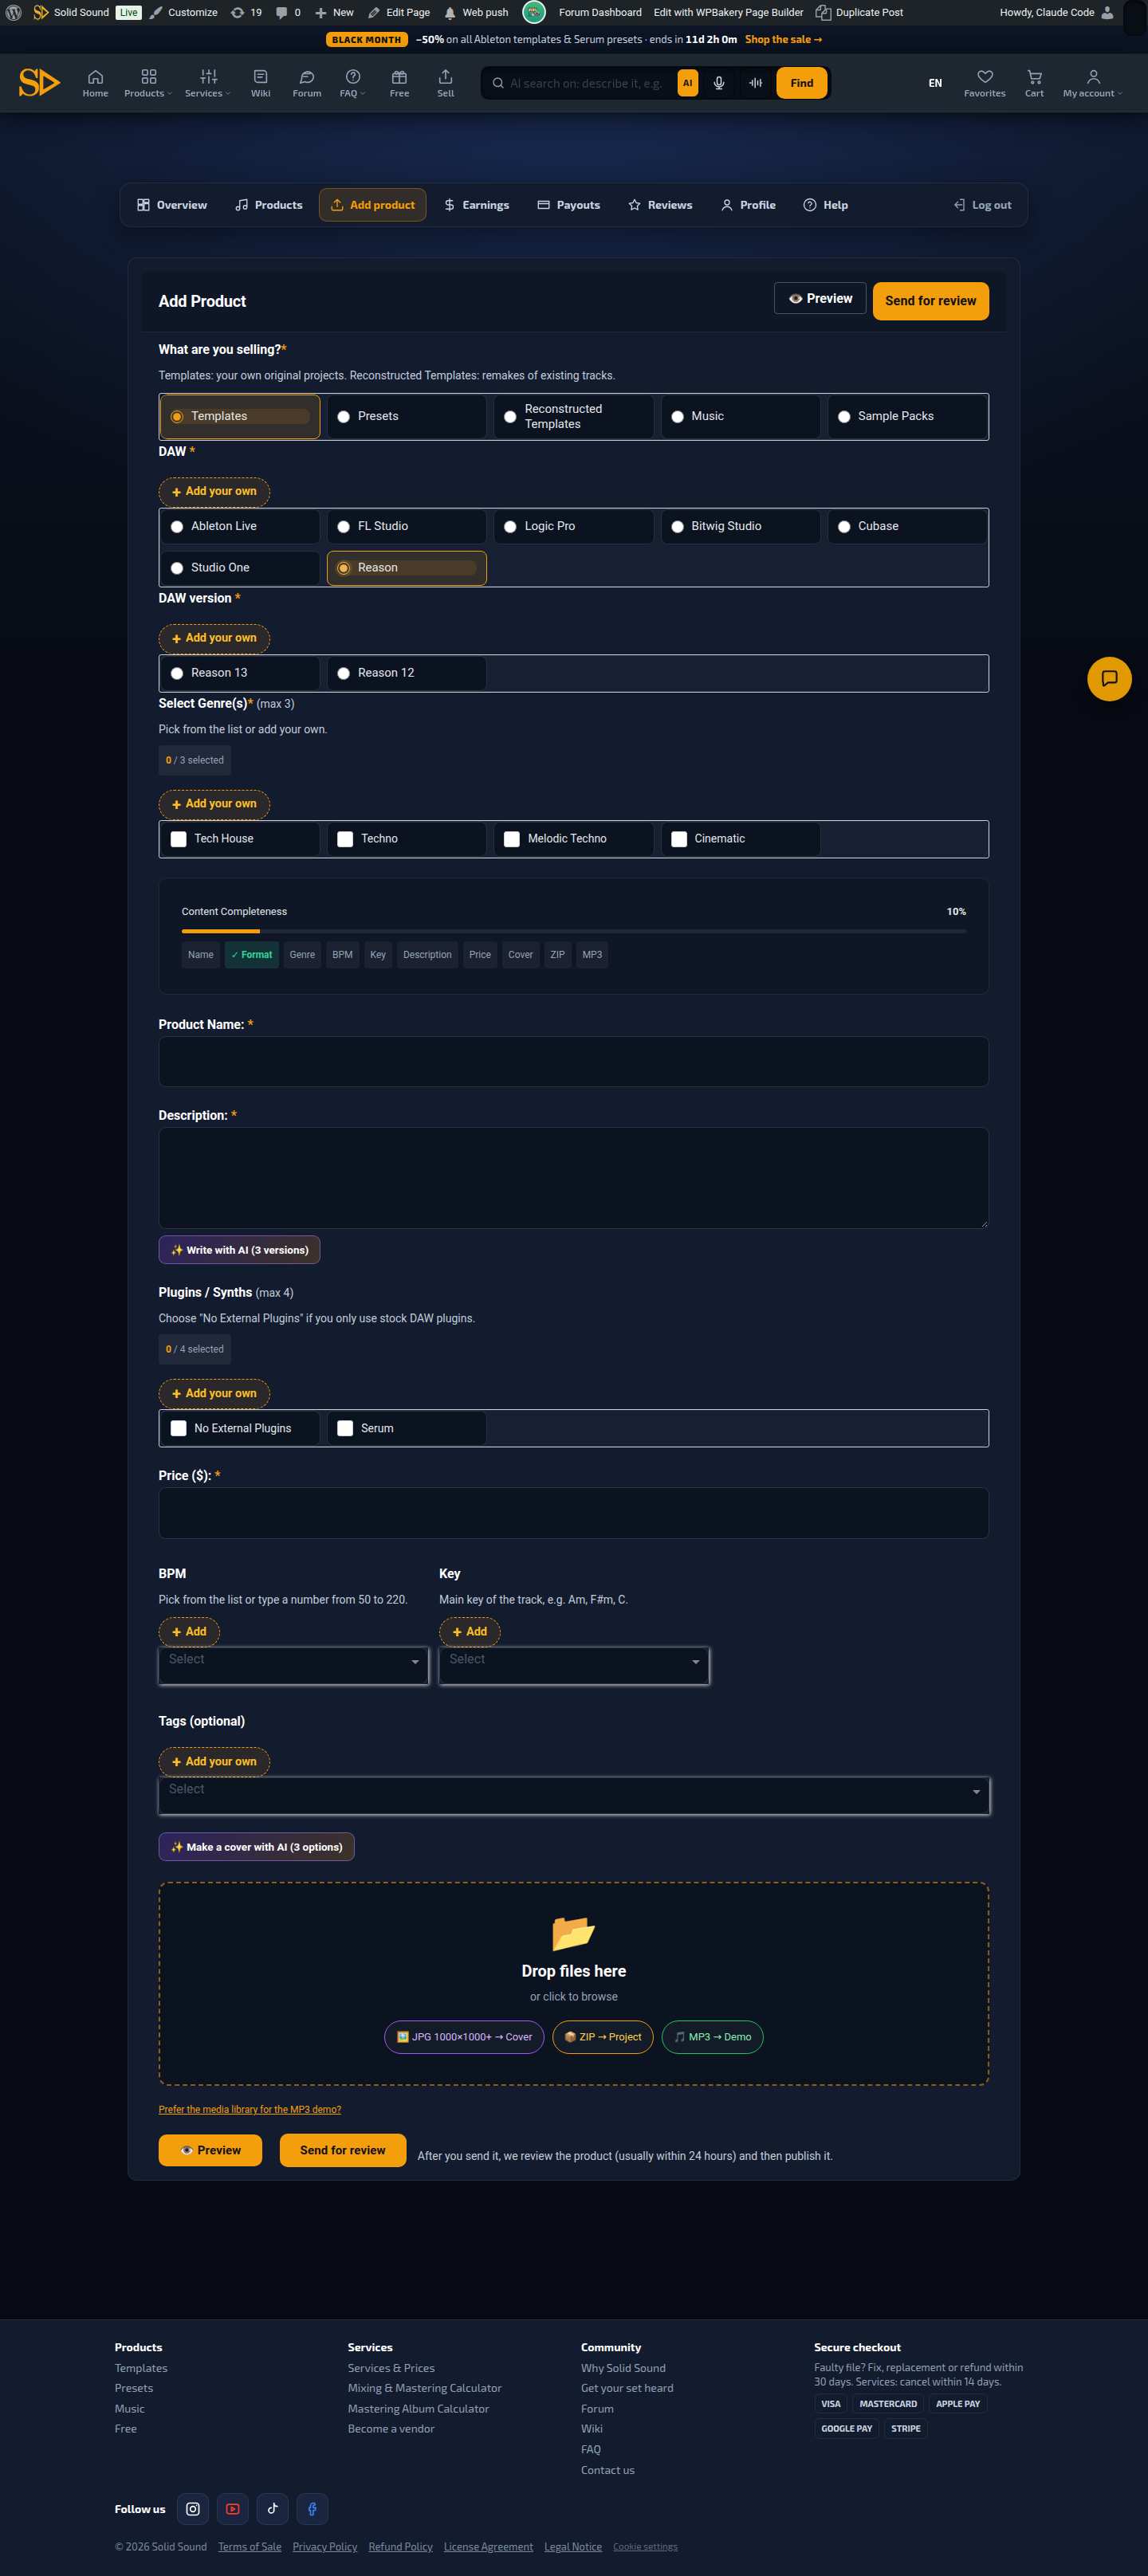 Solid Sound Live Customize 19 0 New Edit Page Web push Forum Dashboard Edit with WPBakery Page Builder Duplicate Post Howdy, Claude Code
BLACK MONTH −50% on all Ableton templates & Serum presets · ends in 11d 2h 0m Shop the sale →
Home Products Services Wiki Forum FAQ Free Sell AI search on: describe it, e.g. AI Find EN Favorites Cart My account
Overview Products Add product Earnings Payouts Reviews Profile Help Log out
Add Product 👁️ Preview Send for review
What are you selling?*
Templates: your own original projects. Reconstructed Templates: remakes of existing tracks.
Templates Presets Reconstructed Templates Music Sample Packs
DAW *
+ Add your own
Ableton Live FL Studio Logic Pro Bitwig Studio Cubase
Studio One Reason
DAW version *
+ Add your own
Reason 13 Reason 12
Select Genre(s)* (max 3)
Pick from the list or add your own.
0 / 3 selected
+ Add your own
Tech House Techno Melodic Techno Cinematic
Content Completeness 10%
Name ✓ Format Genre BPM Key Description Price Cover ZIP MP3
Product Name: *
Description: *
✨ Write with AI (3 versions)
Plugins / Synths (max 4)
Choose "No External Plugins" if you only use stock DAW plugins.
0 / 4 selected
+ Add your own
No External Plugins Serum
Price ($): *
BPM Key
Pick from the list or type a number from 50 to 220. Main key of the track, e.g. Am, F#m, C.
+ Add + Add
Select Select
Tags (optional)
+ Add your own
Select
✨ Make a cover with AI (3 options)
Drop files here
or click to browse
🖼️ JPG 1000×1000+ → Cover 📦 ZIP → Project 🎵 MP3 → Demo
Prefer the media library for the MP3 demo?
👁️ Preview Send for review After you send it, we review the product (usually within 24 hours) and then publish it.
Products Services Community Secure checkout
Templates Services & Prices Why Solid Sound Faulty file? Fix, replacement or refund within
Presets Mixing & Mastering Calculator Get your set heard 30 days. Services: cancel within 14 days.
Music Mastering Album Calculator Forum VISA MASTERCARD APPLE PAY
Free Become a vendor Wiki GOOGLE PAY STRIPE
FAQ
Contact us
Follow us
© 2026 Solid Sound Terms of Sale Privacy Policy Refund Policy License Agreement Legal Notice Cookie settings